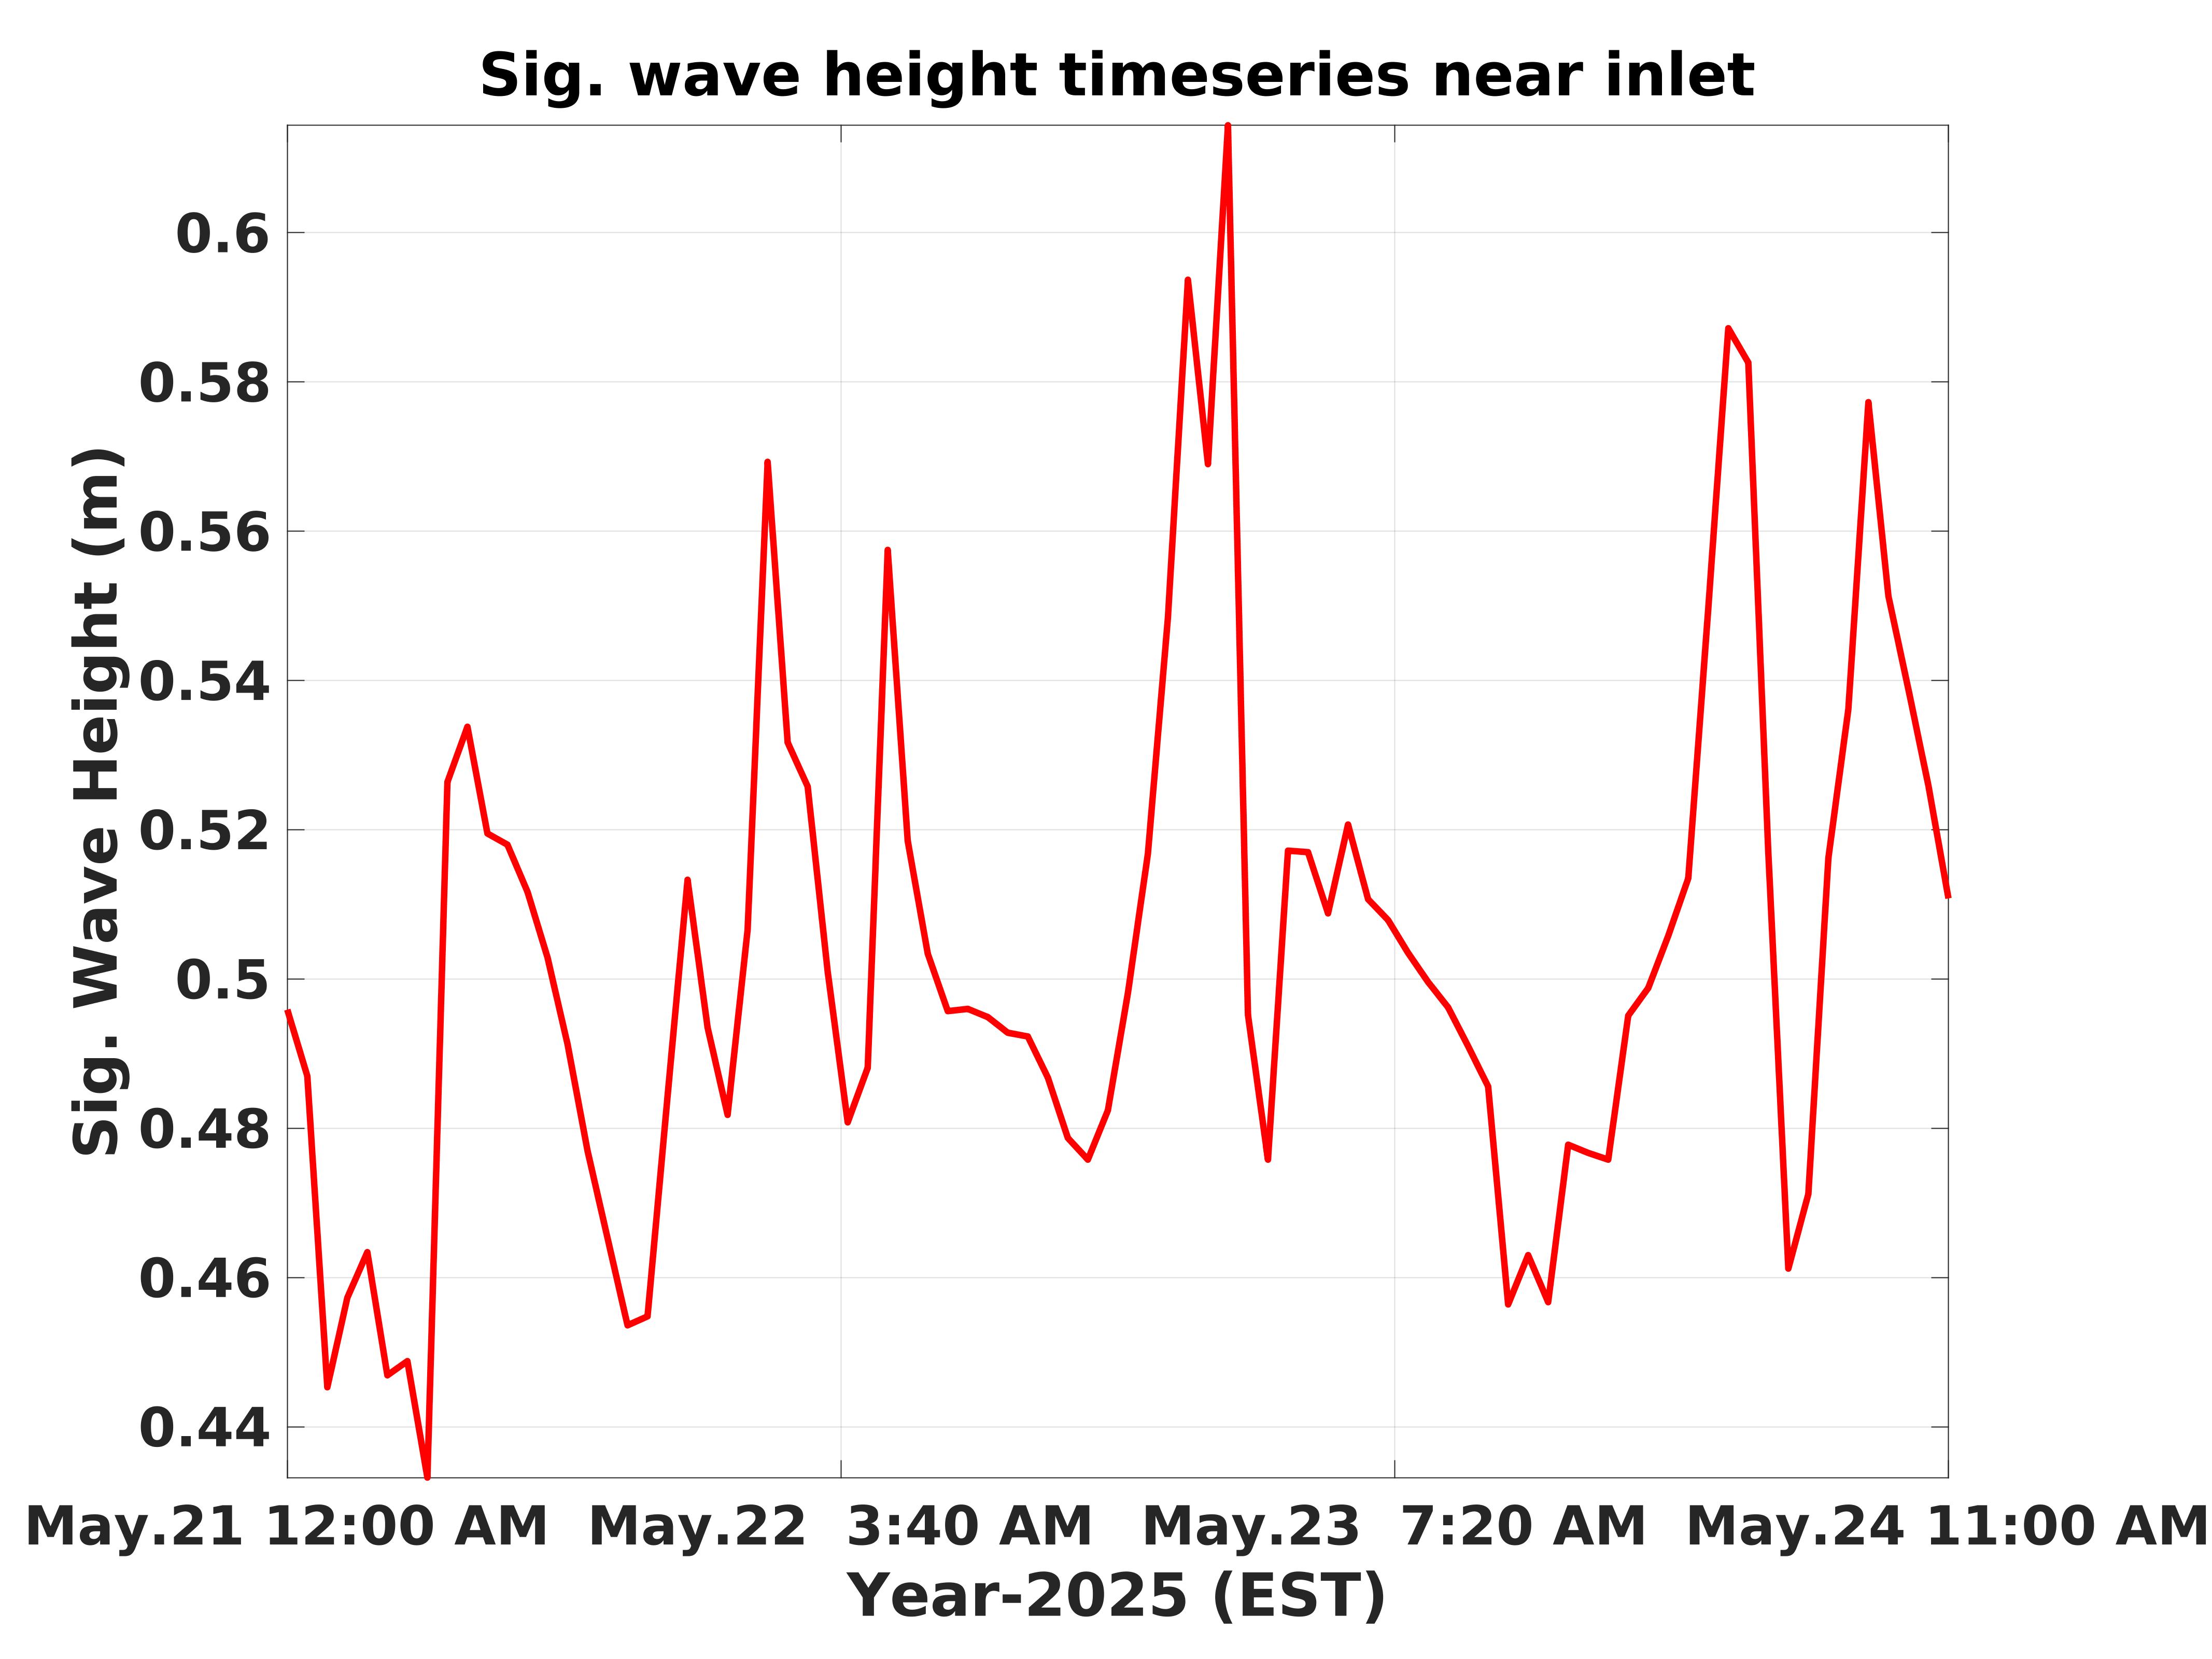 Sig. wave height timeseries near inlet
Sig. Wave Height (m)
0.6
0.58
0.56
0.54
0.52
0.5
0.48
0.46
0.44
May.21 12:00 AM May.22 3:40 AM May.23 7:20 AM May.24 11:00 AM
Year-2025 (EST)